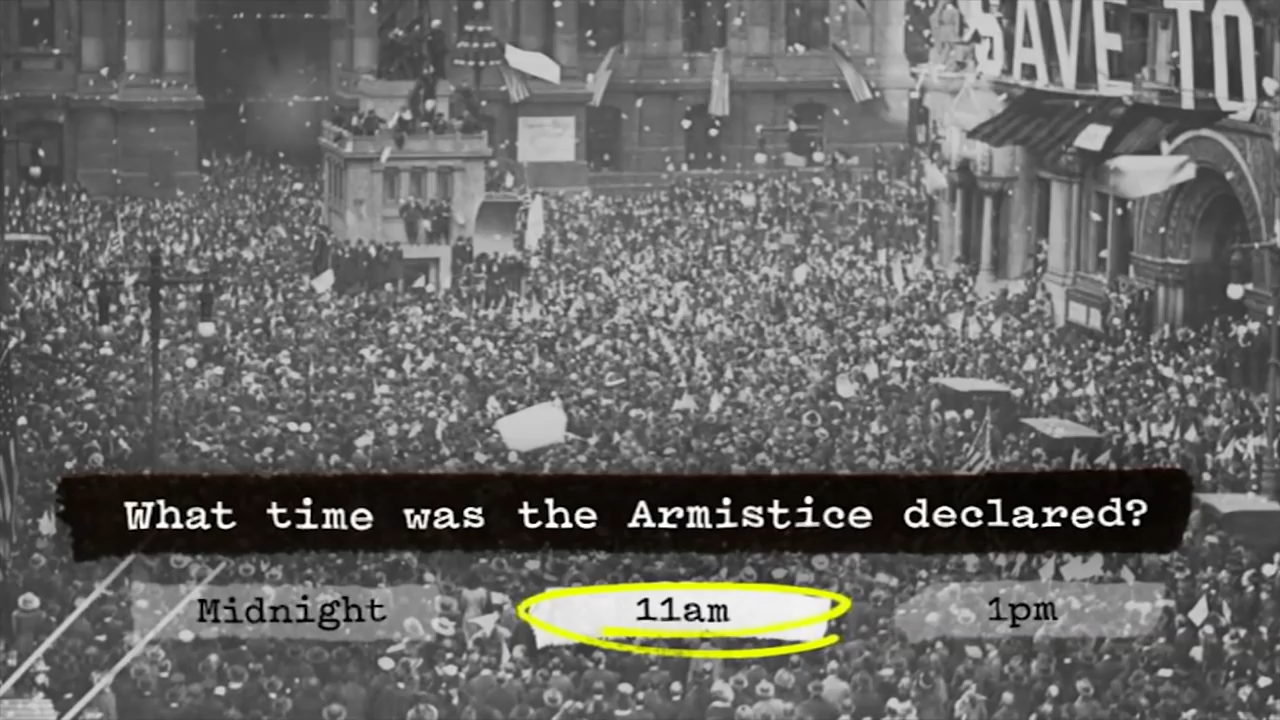 SAVE TO
What time was the Armistice declared?
Midnight
11am
1pm